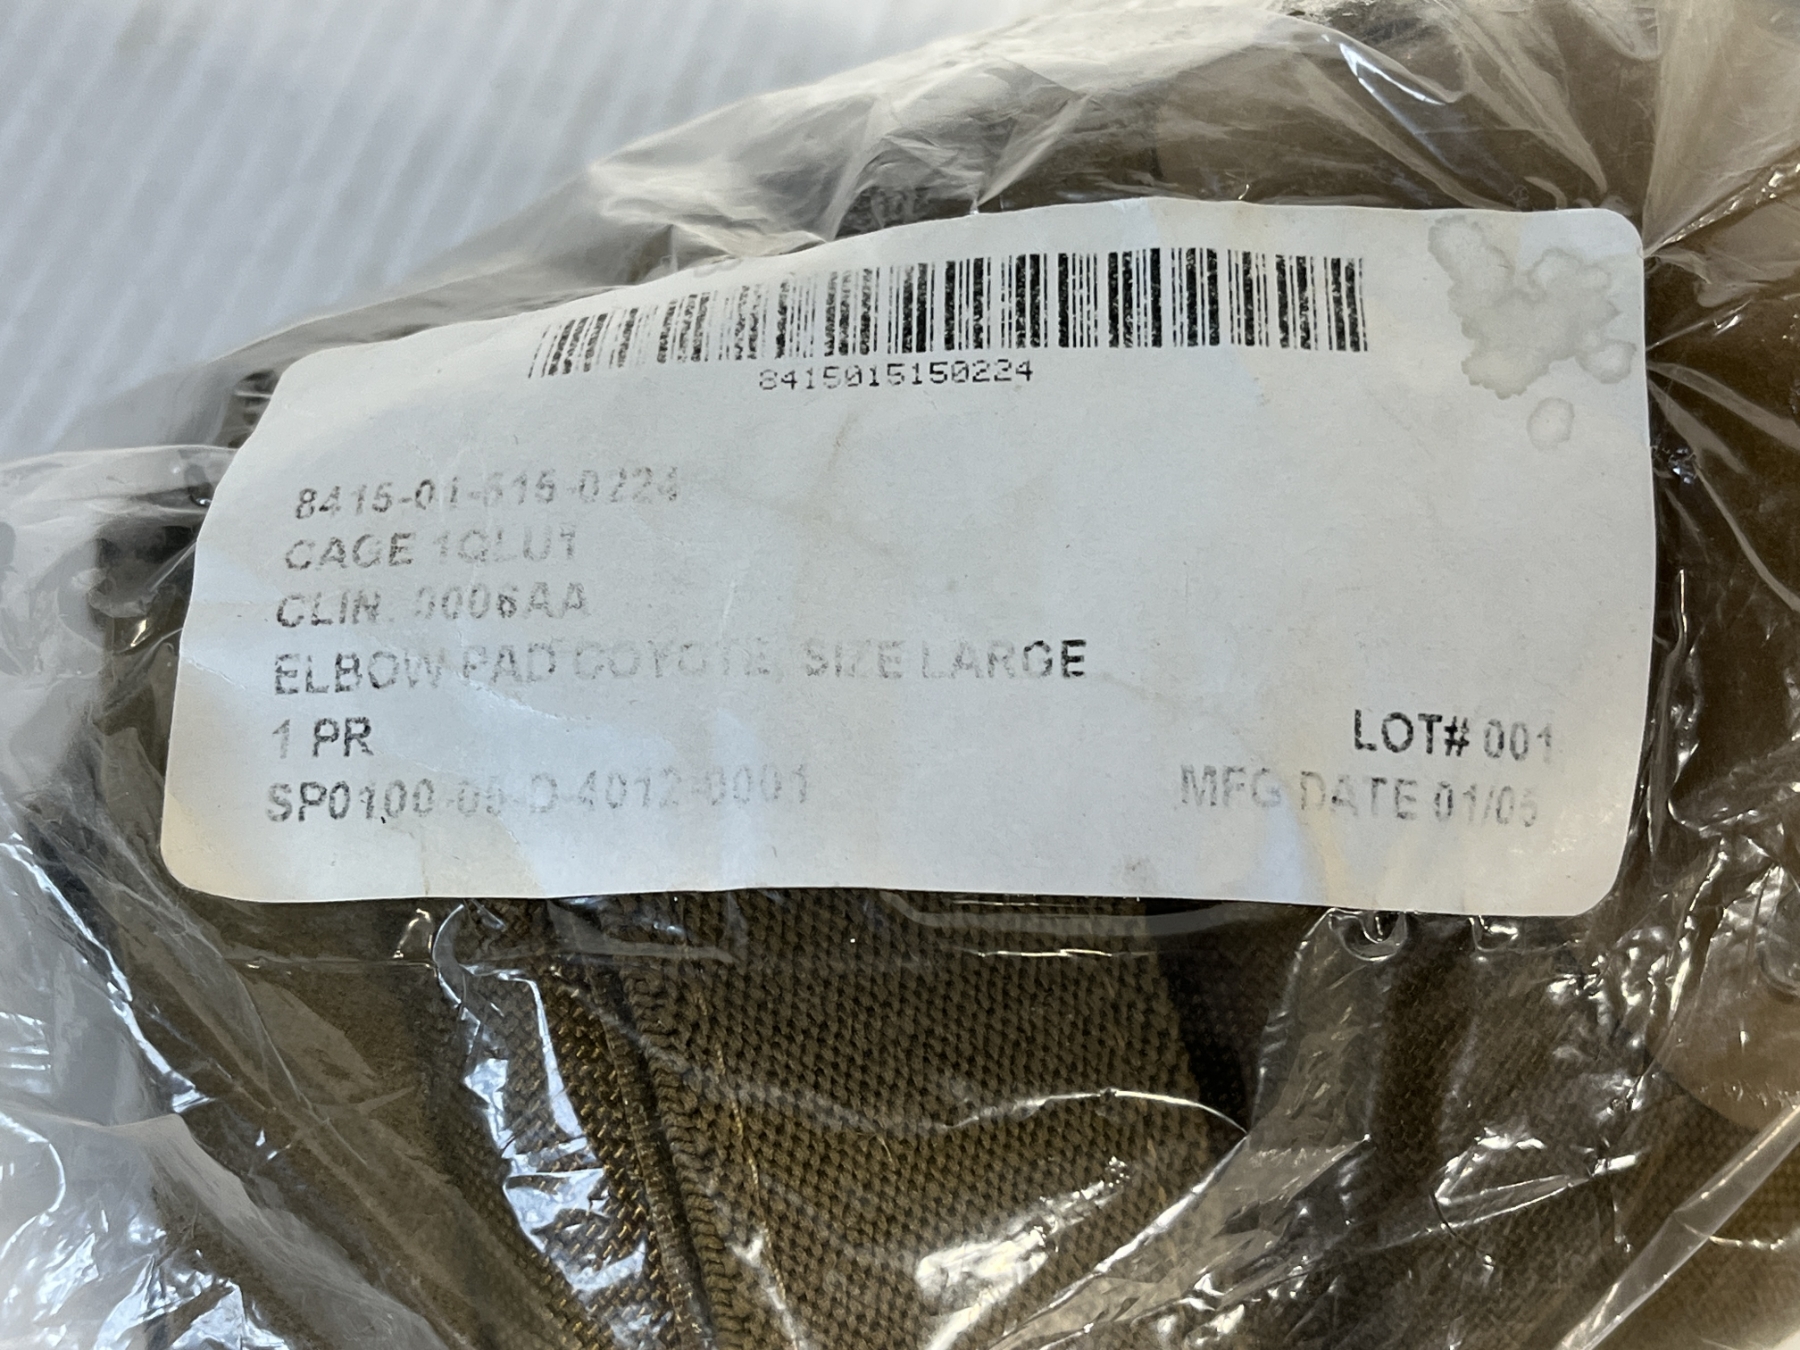 8415015150224
8415-01-515-0224
CAGE 1QLU1
CLIN: 0006AA
ELBOW PAD COYOTE, SIZE LARGE
1 PR
LOT# 001
SP0100-05-D-4012-0001
MFG DATE 01/05